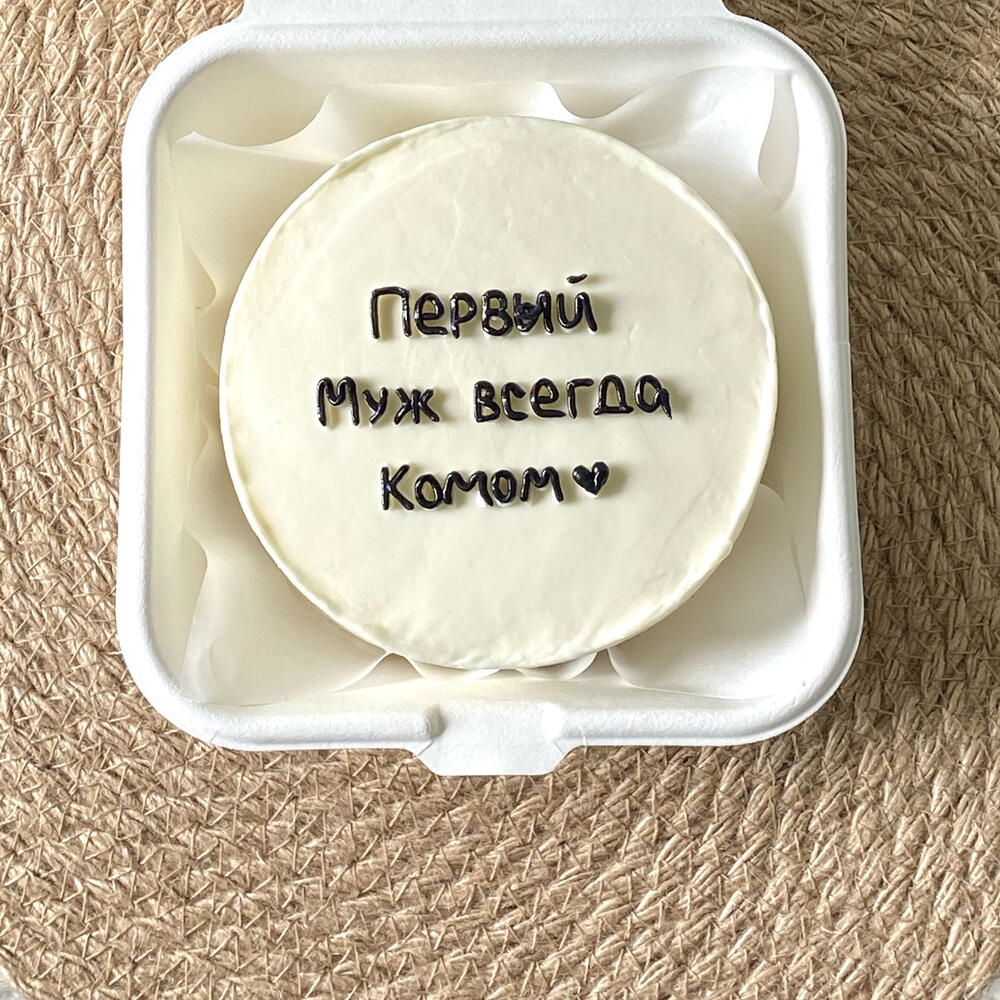 Первый
Муж всегда
Комом♥